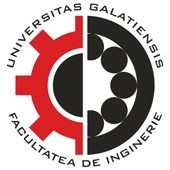 UNIVERSITAS GALATIENSIS
FACULTATEA DE INGINERIE